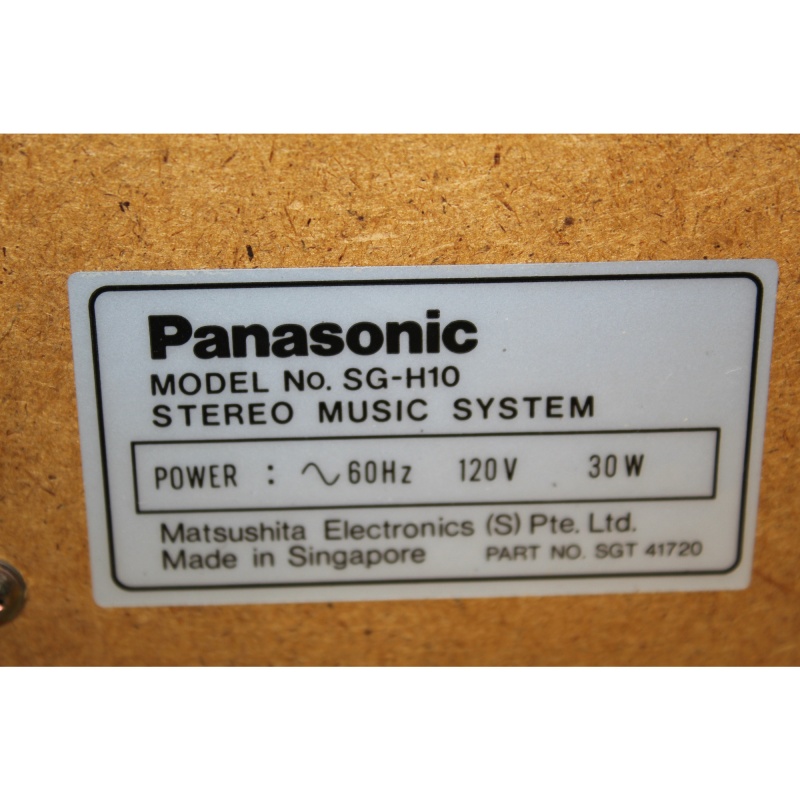 Panasonic
MODEL No. SG-H10
STEREO MUSIC SYSTEM
POWER : ∿ 60Hz 120V 30W
Matsushita Electronics (S) Pte. Ltd.
Made in Singapore PART NO. SGT 41720